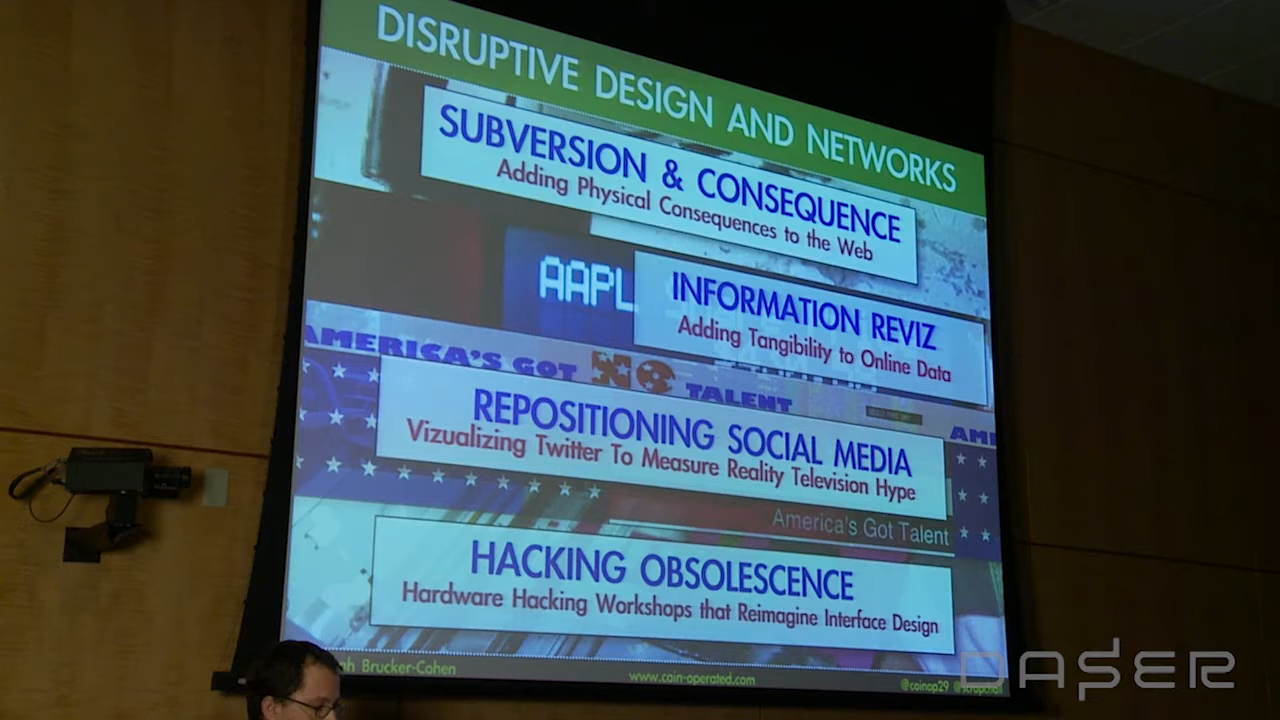 DISRUPTIVE DESIGN AND NETWORKS
SUBVERSION & CONSEQUENCE
Adding Physical Consequences to the Web
AAPL
INFORMATION REVIZ
Adding Tangibility to Online Data
AMERICA'S GOT
TALENT
REPOSITIONING SOCIAL MEDIA
Vizualizing Twitter To Measure Reality Television Hype
America's Got Talent
HACKING OBSOLESCENCE
Hardware Hacking Workshops that Reimagine Interface Design
Brucker-Cohen
www.coin-operated.com
@coinop29
DASER